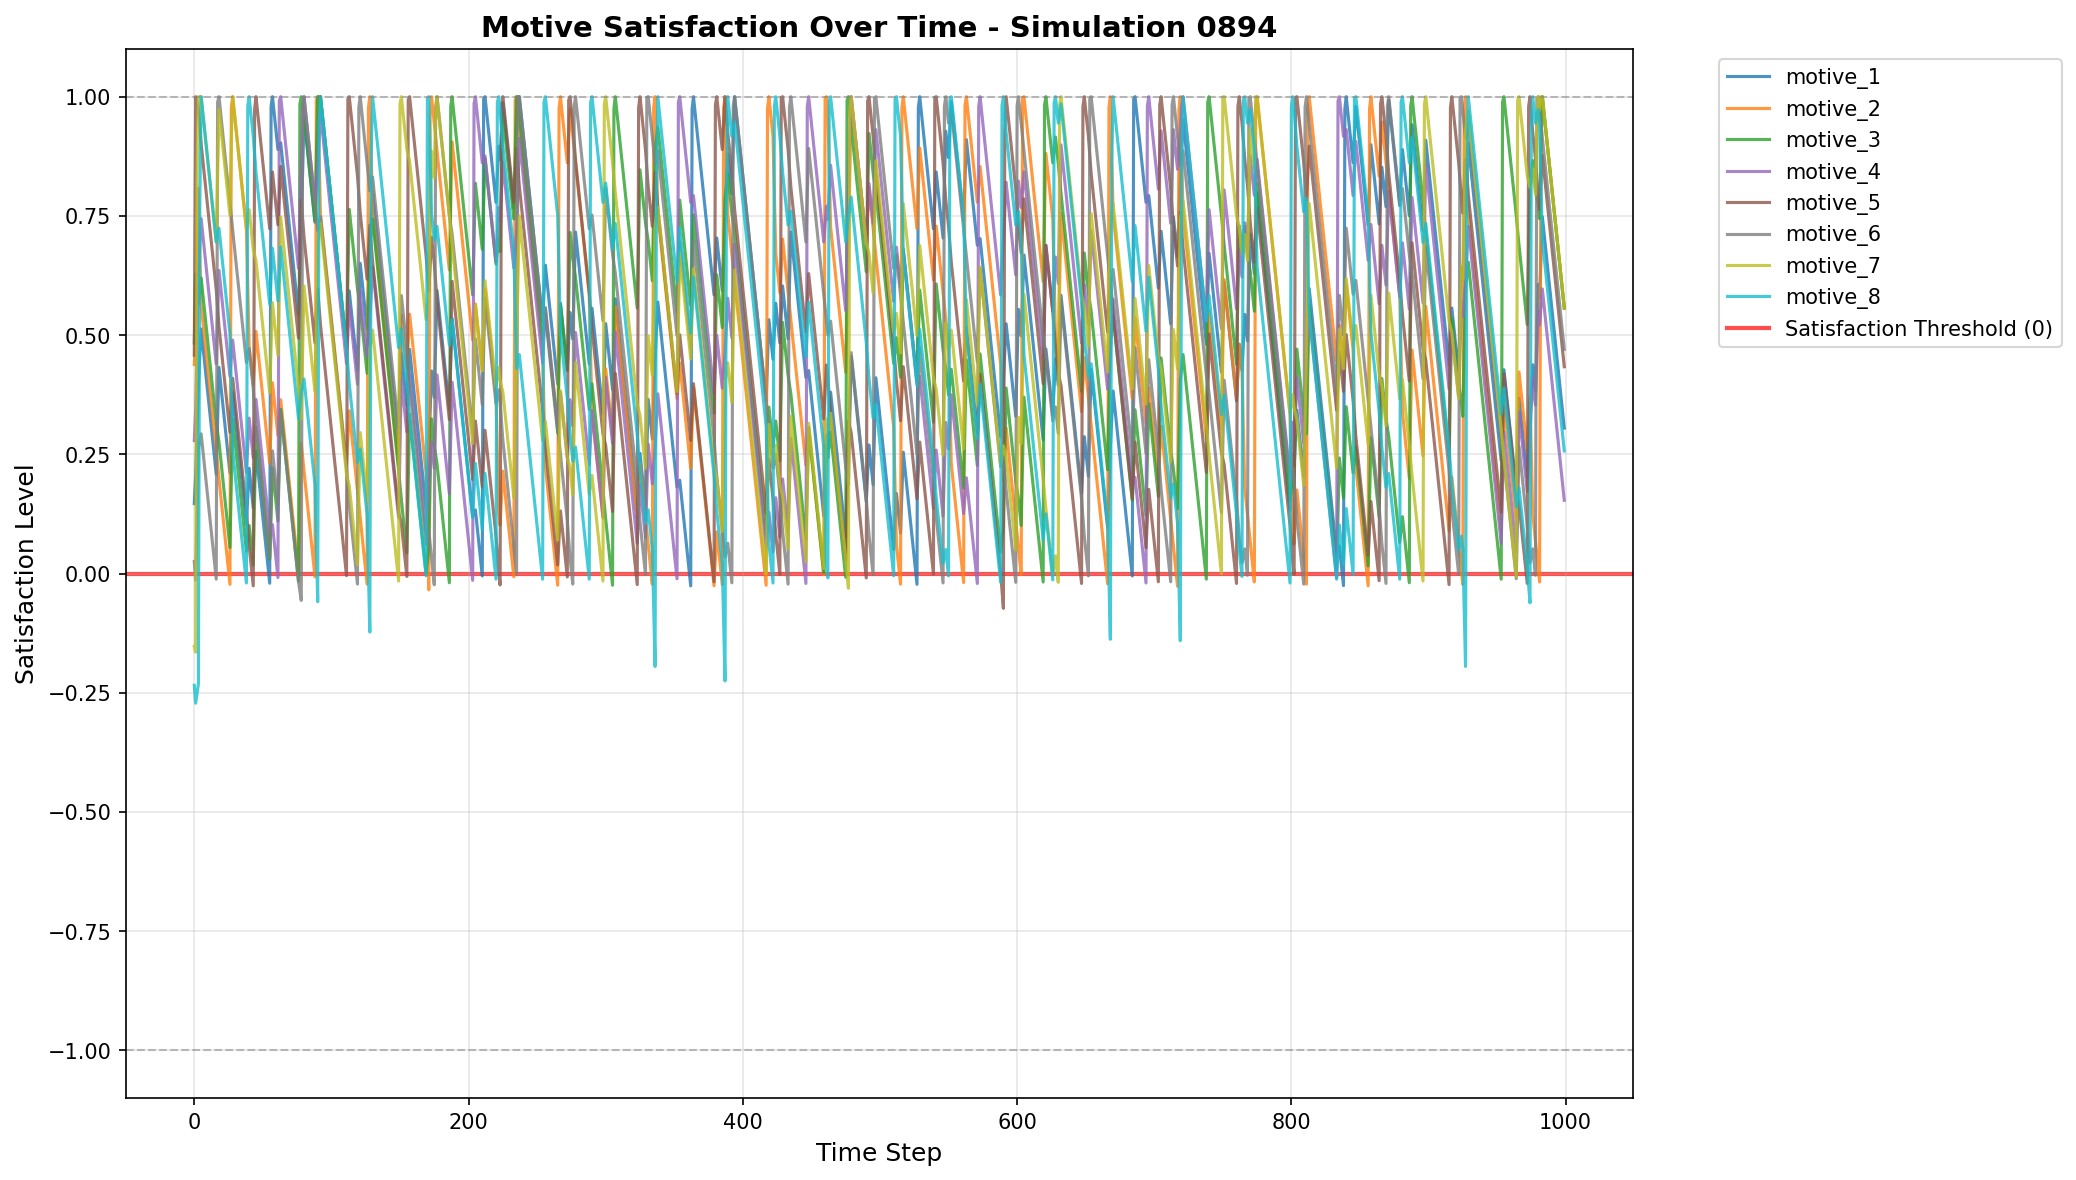 Motive Satisfaction Over Time - Simulation 0894
Satisfaction Level
1.00
0.75
0.50
0.25
0.00
−0.25
−0.50
−0.75
−1.00
0
200
400
600
800
1000
Time Step
motive_1
motive_2
motive_3
motive_4
motive_5
motive_6
motive_7
motive_8
Satisfaction Threshold (0)